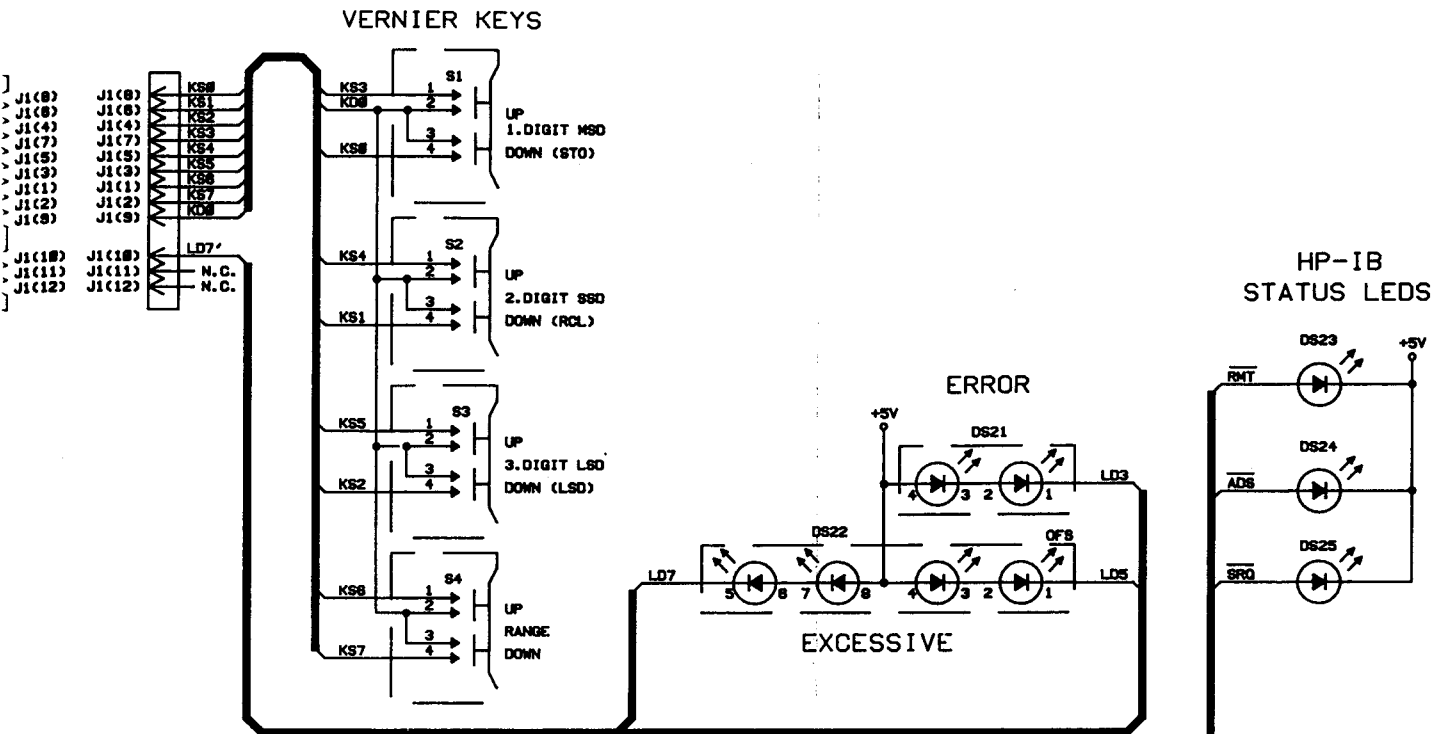 VERNIER KEYS
J1(8) J1(8) KS0
J1(6) J1(6) KS1
J1(4) J1(4) KS2
J1(7) J1(7) KS3
J1(5) J1(5) KS4
J1(3) J1(3) KS5
J1(1) J1(1) KS6
J1(2) J1(2) KS7
J1(9) J1(9) KD0
J1(10) J1(10) LD7'
J1(11) J1(11) N.C.
J1(12) J1(12) N.C.
S1
KS3 1
KD0 2
UP
1.DIGIT MSD
3
KS0 4
DOWN (STO)
S2
KS4 1
2
UP
2.DIGIT SSD
3
KS1 4
DOWN (RCL)
S3
KS5 1
2
UP
3.DIGIT LSD
3
KS2 4
DOWN (LSD)
S4
KS6 1
2
UP
RANGE
3
KS7 4
DOWN
ERROR
+5V
DS21
4 3 2 1
LD3
DS22
OFS
LD7
5 6 7 8 4 3 2 1
LD5
EXCESSIVE
HP-IB
STATUS LEDS
DS23
+5V
RMT
DS24
ADS
DS25
SRQ